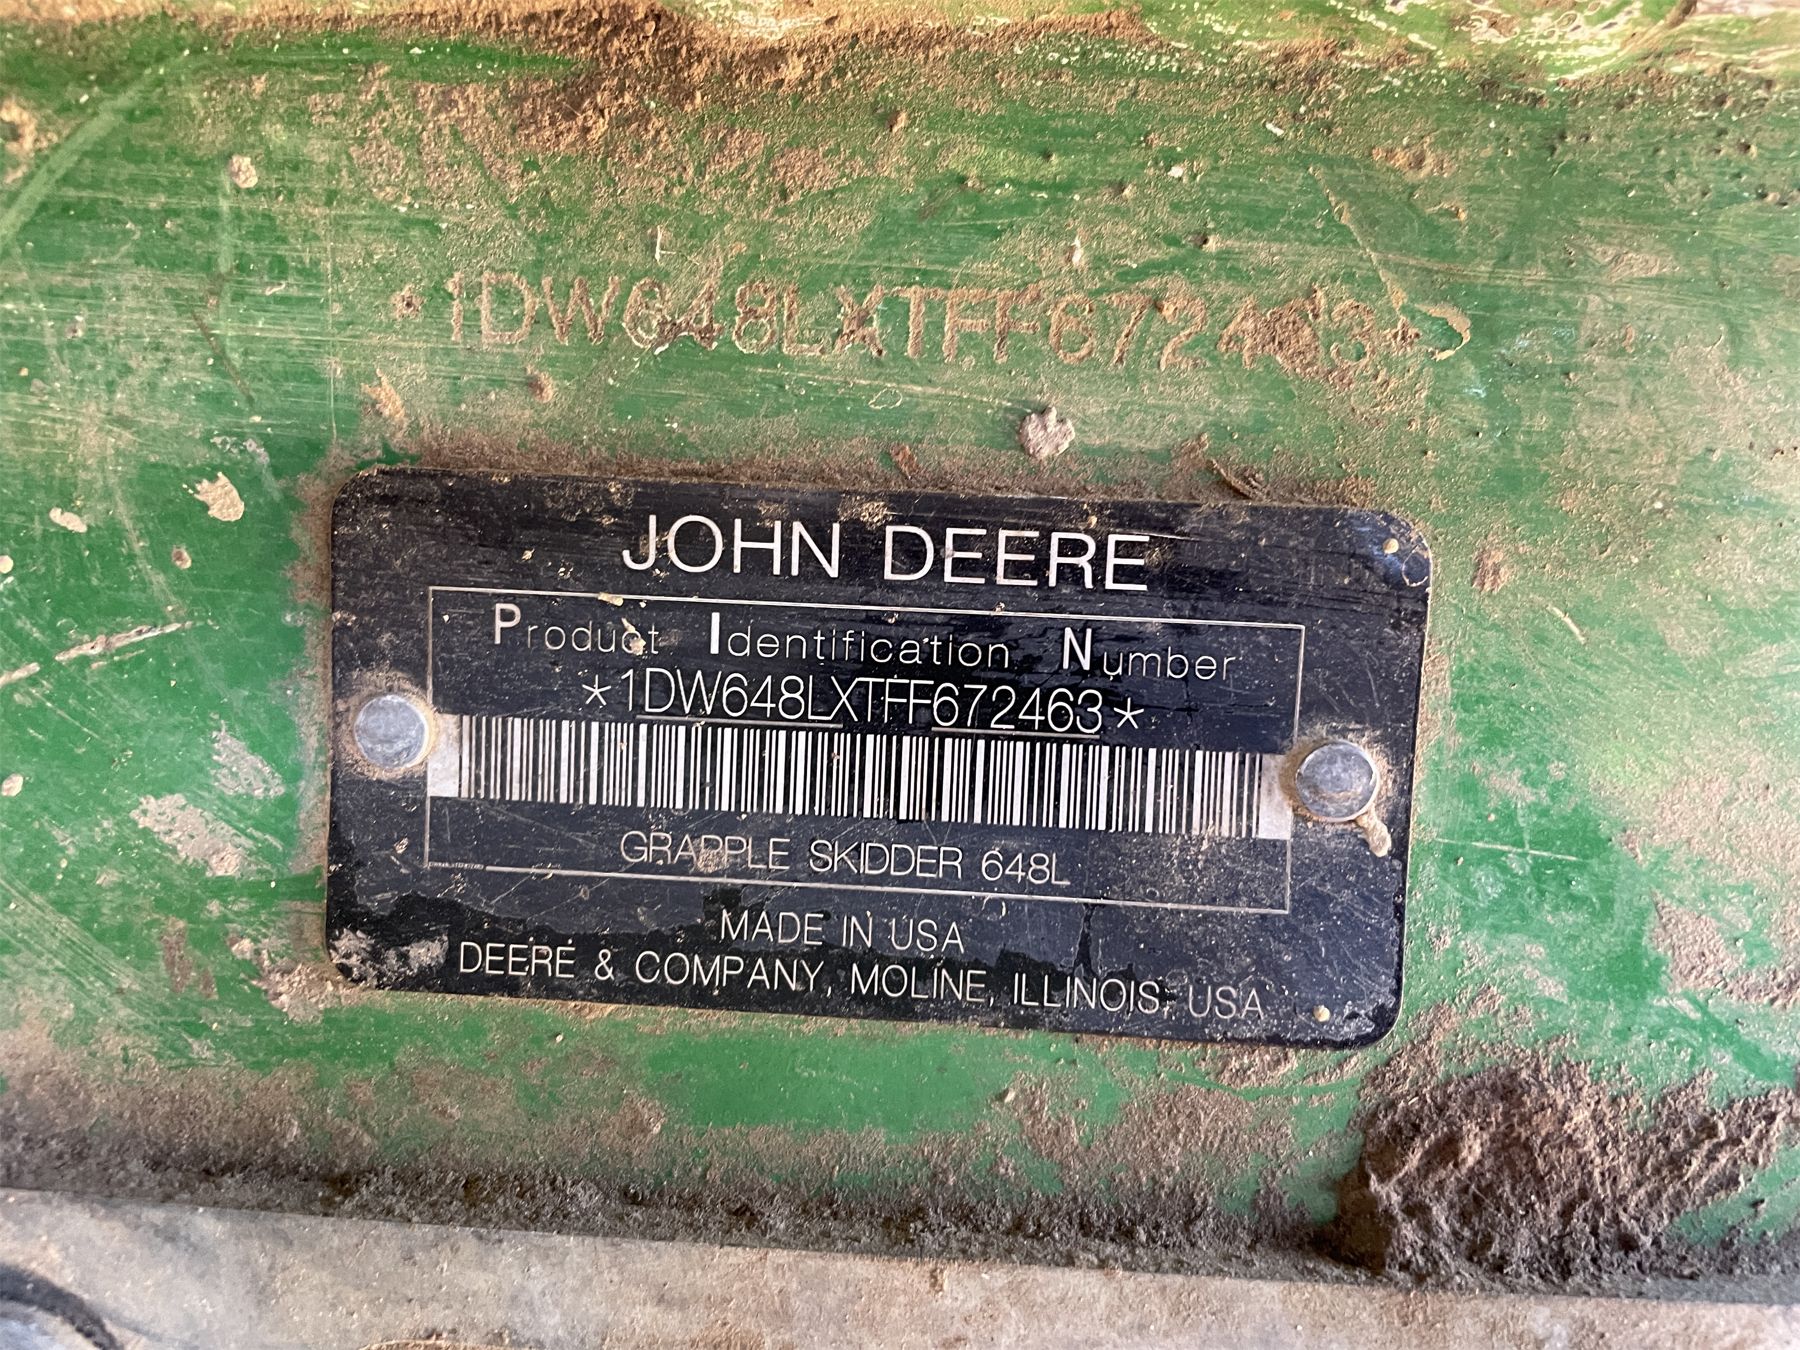 *1DW648LXTFF672463*
JOHN DEERE
Product Identification Number
*1DW648LXTFF672463*
GRAPPLE SKIDDER 648L
MADE IN USA
DEERE & COMPANY, MOLINE, ILLINOIS, USA